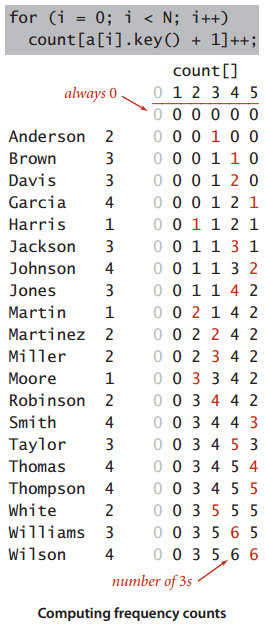 for (i = 0; i < N; i++)
count[a[i].key() + 1]++;
count[]
always 0 0 1 2 3 4 5
0 0 0 0 0 0
Anderson 2 0 0 0 1 0 0
Brown 3 0 0 0 1 1 0
Davis 3 0 0 0 1 2 0
Garcia 4 0 0 0 1 2 1
Harris 1 0 0 1 1 2 1
Jackson 3 0 0 1 1 3 1
Johnson 4 0 0 1 1 3 2
Jones 3 0 0 1 1 4 2
Martin 1 0 0 2 1 4 2
Martinez 2 0 0 2 2 4 2
Miller 2 0 0 2 3 4 2
Moore 1 0 0 3 3 4 2
Robinson 2 0 0 3 4 4 2
Smith 4 0 0 3 4 4 3
Taylor 3 0 0 3 4 5 3
Thomas 4 0 0 3 4 5 4
Thompson 4 0 0 3 4 5 5
White 2 0 0 3 5 5 5
Williams 3 0 0 3 5 6 5
Wilson 4 0 0 3 5 6 6
number of 3s
Computing frequency counts